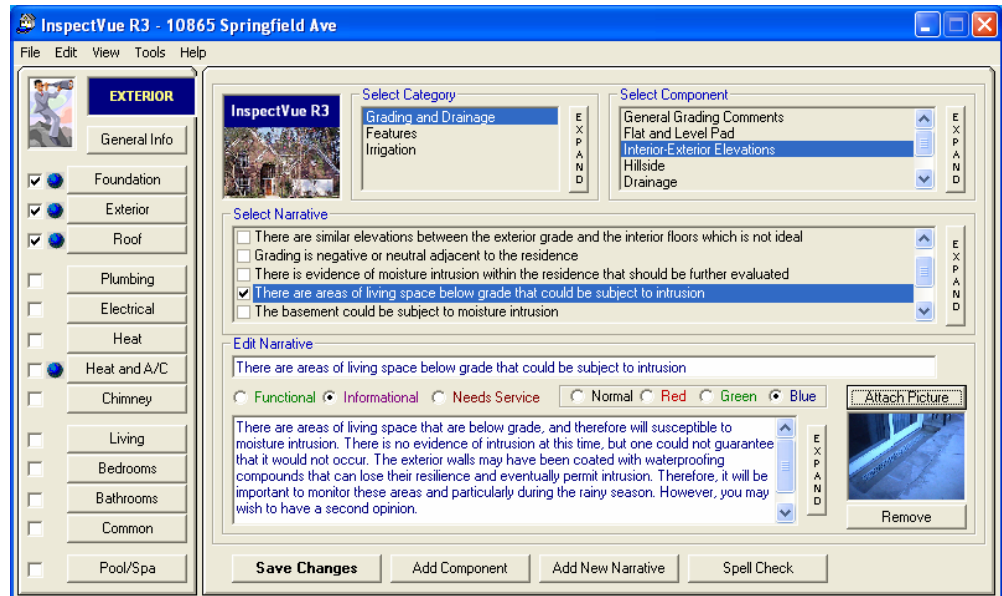 InspectVue R3 - 10865 Springfield Ave
File Edit View Tools Help
EXTERIOR
General Info
Foundation
Exterior
Roof
Plumbing
Electrical
Heat
Heat and A/C
Chimney
Living
Bedrooms
Bathrooms
Common
Pool/Spa
InspectVue R3
Select Category
Grading and Drainage
Features
Irrigation
EXPAND
Select Component
General Grading Comments
Flat and Level Pad
Interior-Exterior Elevations
Hillside
Drainage
EXPAND
Select Narrative
There are similar elevations between the exterior grade and the interior floors which is not ideal
Grading is negative or neutral adjacent to the residence
There is evidence of moisture intrusion within the residence that should be further evaluated
There are areas of living space below grade that could be subject to intrusion
The basement could be subject to moisture intrusion
EXPAND
Edit Narrative
There are areas of living space below grade that could be subject to intrusion
Functional Informational Needs Service Normal Red Green Blue
Attach Picture
There are areas of living space that are below grade, and therefore will susceptible to
moisture intrusion. There is no evidence of intrusion at this time, but one could not guarantee
that it would not occur. The exterior walls may have been coated with waterproofing
compounds that can lose their resilience and eventually permit intrusion. Therefore, it will be
important to monitor these areas and particularly during the rainy season. However, you may
wish to have a second opinion.
EXPAND
Remove
Save Changes
Add Component
Add New Narrative
Spell Check